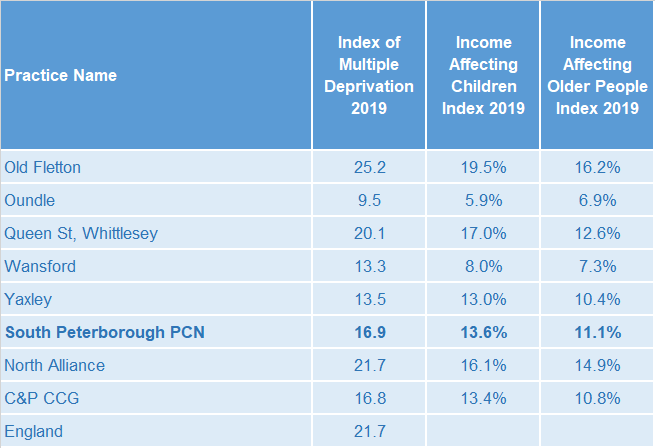 Practice Name
Index of
Multiple
Deprivation
2019
Income
Affecting
Children
Index 2019
Income
Affecting
Older People
Index 2019
Old Fletton 25.2 19.5% 16.2%
Oundle 9.5 5.9% 6.9%
Queen St, Whittlesey 20.1 17.0% 12.6%
Wansford 13.3 8.0% 7.3%
Yaxley 13.5 13.0% 10.4%
South Peterborough PCN 16.9 13.6% 11.1%
North Alliance 21.7 16.1% 14.9%
C&P CCG 16.8 13.4% 10.8%
England 21.7